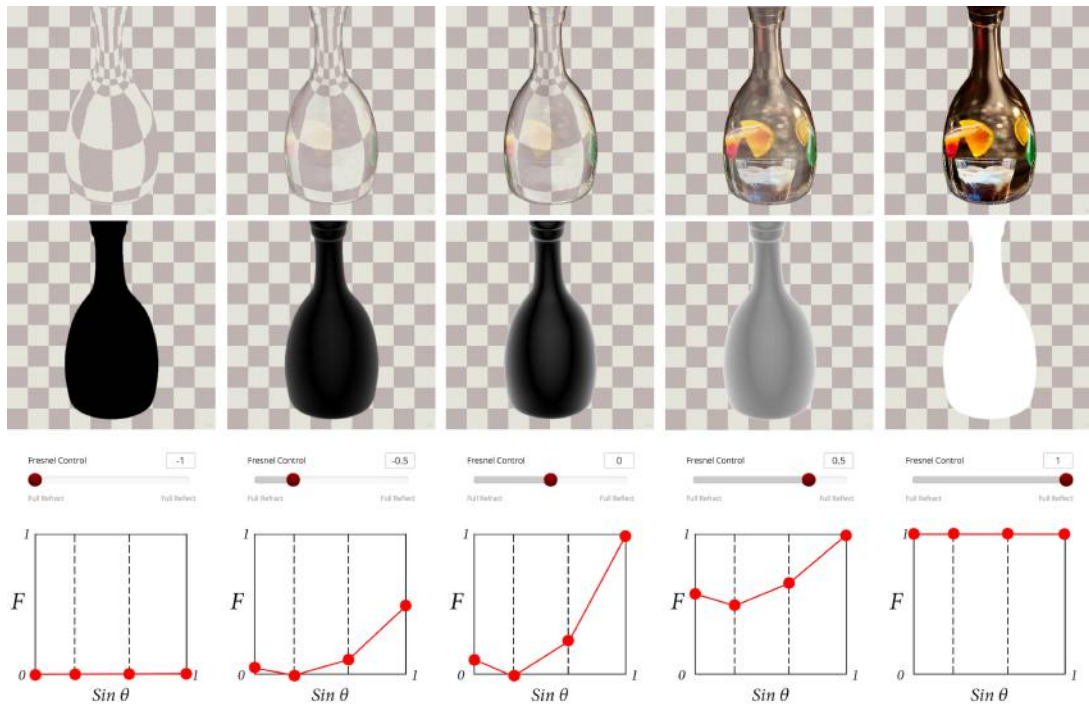 Fresnel Control -1
Full Refract Full Reflect
Fresnel Control -0.5
Full Refract Full Reflect
Fresnel Control 0
Full Refract Full Reflect
Fresnel Control 0.5
Full Refract Full Reflect
Fresnel Control 1
Full Refract Full Reflect
1
F
0 1
Sin θ
1
F
0 1
Sin θ
1
F
0 1
Sin θ
1
F
0 1
Sin θ
1
F
0 1
Sin θ